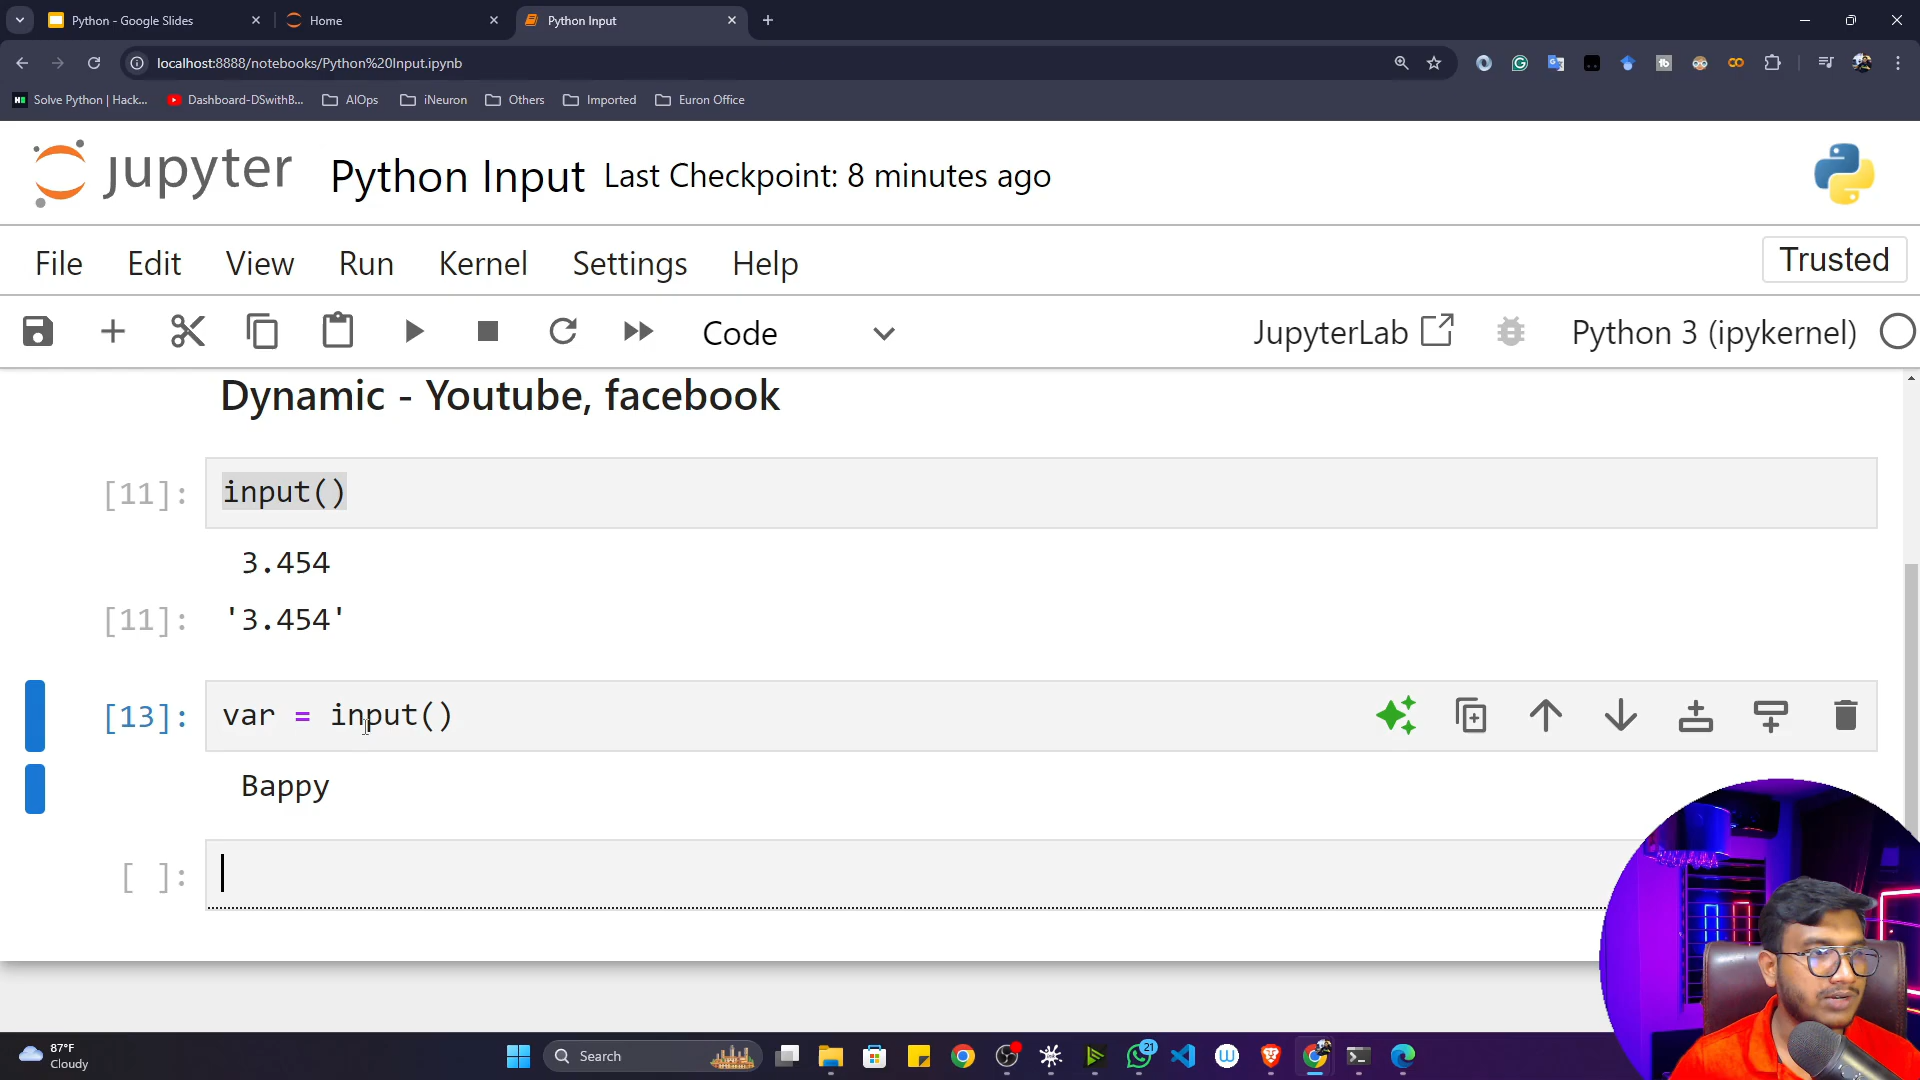 Python - Google Slides
Home
Python Input
localhost:8888/notebooks/Python%20Input.ipynb
Solve Python | Hack...
Dashboard-DSwithB...
AIOps
iNeuron
Others
Imported
Euron Office
jupyter Python Input Last Checkpoint: 8 minutes ago
File Edit View Run Kernel Settings Help
Trusted
Code
JupyterLab
Python 3 (ipykernel)
Dynamic - Youtube, facebook
[11]: input()
3.454
[11]: '3.454'
[13]: var = input()
Bappy
[ ]:
87°F
Cloudy
Search
21